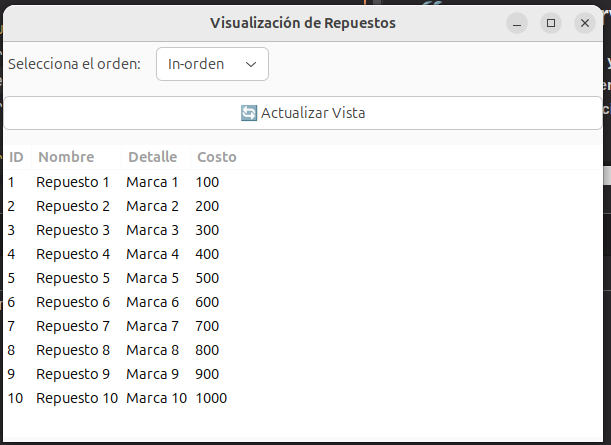 Visualización de Repuestos
Selecciona el orden: In-orden
🔄 Actualizar Vista
ID Nombre Detalle Costo
1 Repuesto 1 Marca 1 100
2 Repuesto 2 Marca 2 200
3 Repuesto 3 Marca 3 300
4 Repuesto 4 Marca 4 400
5 Repuesto 5 Marca 5 500
6 Repuesto 6 Marca 6 600
7 Repuesto 7 Marca 7 700
8 Repuesto 8 Marca 8 800
9 Repuesto 9 Marca 9 900
10 Repuesto 10 Marca 10 1000